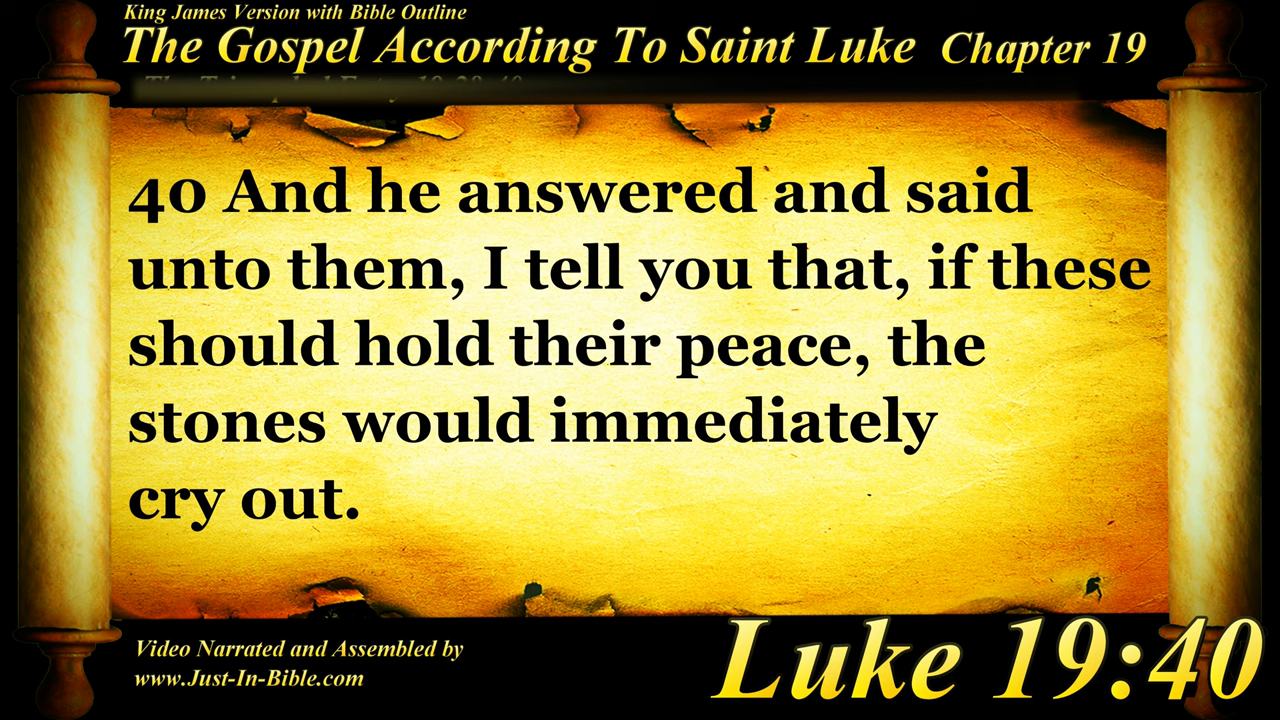 King James Version with Bible Outline
The Gospel According To Saint Luke Chapter 19
40 And he answered and said
unto them, I tell you that, if these
should hold their peace, the
stones would immediately
cry out.
Video Narrated and Assembled by
www.Just-In-Bible.com
Luke 19:40